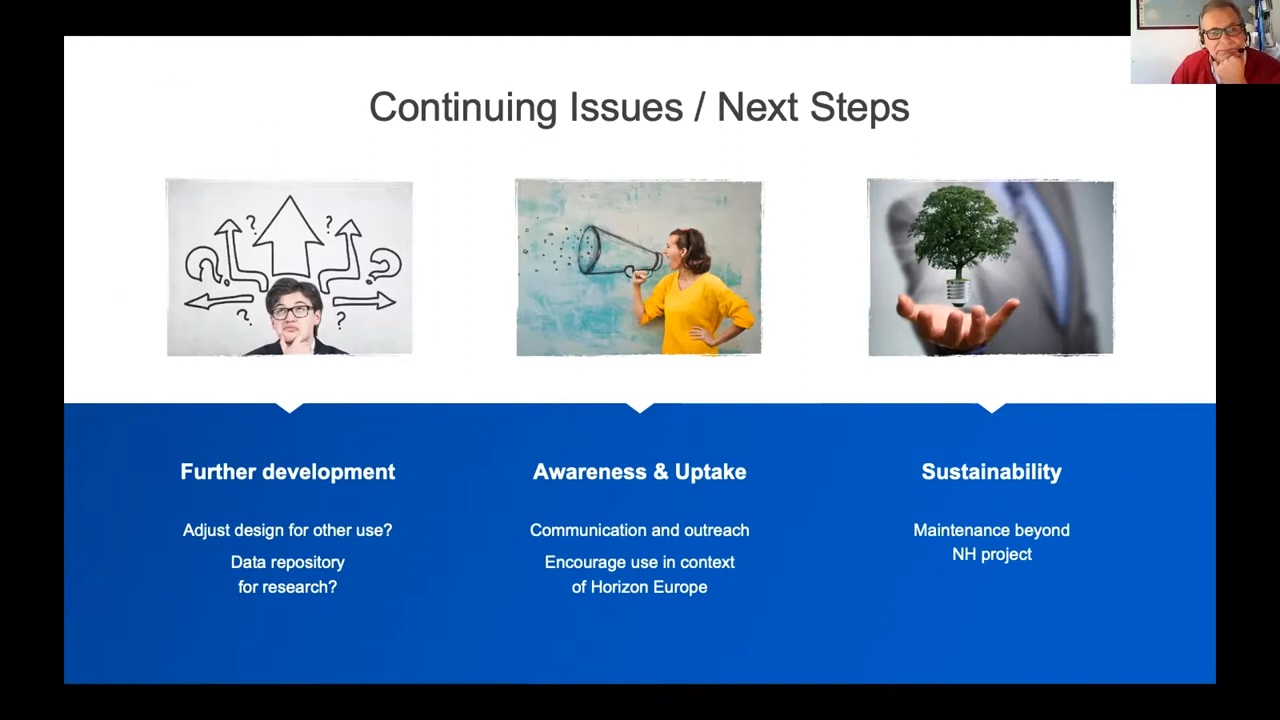 Continuing Issues / Next Steps
? ?
? ?
? ?
Further development
Adjust design for other use?
Data repository
for research?
Awareness & Uptake
Communication and outreach
Encourage use in context
of Horizon Europe
Sustainability
Maintenance beyond
NH project